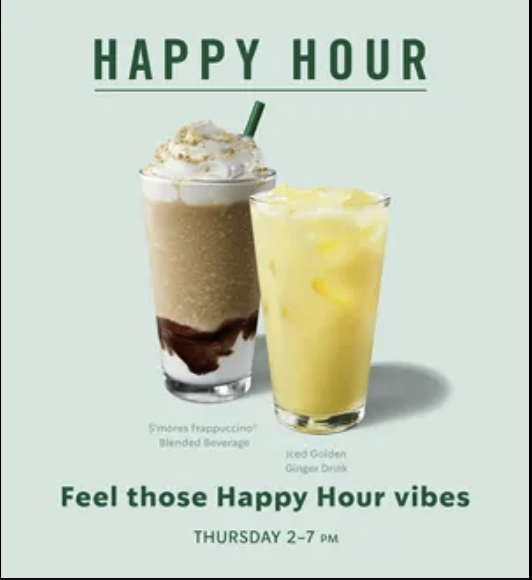 HAPPY HOUR
S'mores Frappuccino®
Blended Beverage
Iced Golden
Ginger Drink
Feel those Happy Hour vibes
THURSDAY 2–7 PM